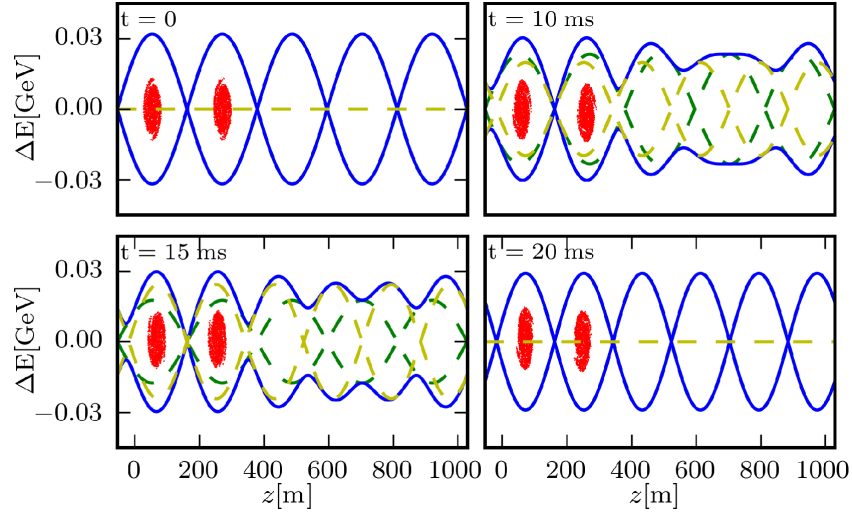 t = 0
t = 10 ms
0.03
0.00
−0.03
ΔE[GeV]
t = 15 ms
t = 20 ms
0.03
0.00
−0.03
ΔE[GeV]
0 200 400 600 800 1000
0 200 400 600 800 1000
z[m]
z[m]